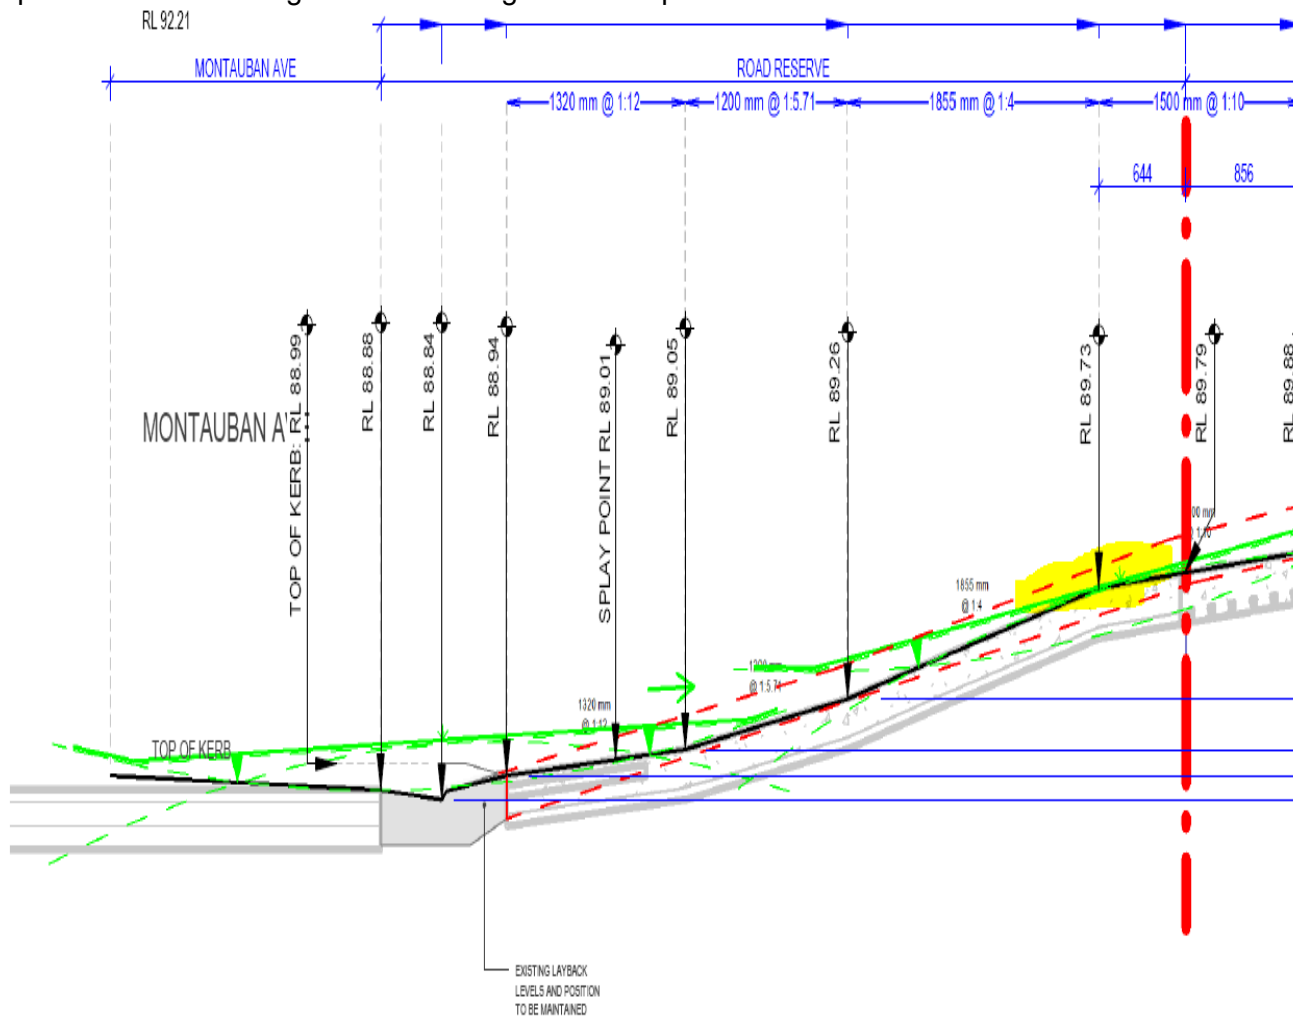 RL 92.21
MONTAUBAN AVE
ROAD RESERVE
1320 mm @ 1:12
1200 mm @ 1:5.71
1855 mm @ 1:4
1500 mm @ 1:10
644
856
TOP OF KERB: RL 88.99
RL 88.88
RL 88.84
RL 88.94
SPLAY POINT RL 89.01
RL 89.05
RL 89.26
RL 89.73
RL 89.79
RL 89.88
MONTAUBAN
1855 mm
@ 1:4
@ 1:5.71
1320 mm
@ 1:12
TOP OF KERB
EXISTING LAYBACK
LEVELS AND POSITION
TO BE MAINTAINED